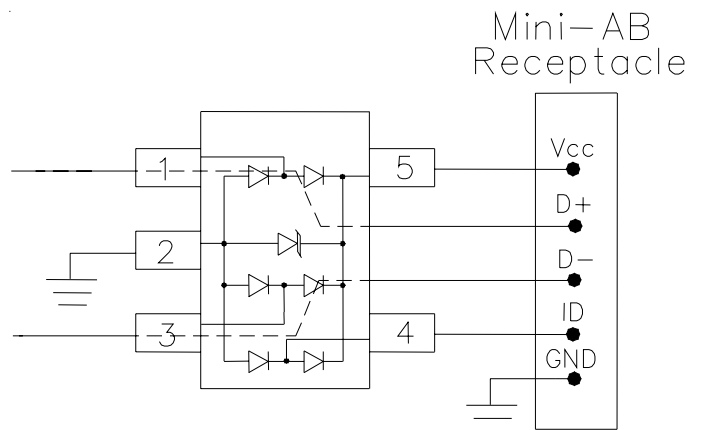 Mini-AB
Receptacle
1
5
Vcc
D+
2
D-
3
4
ID
GND